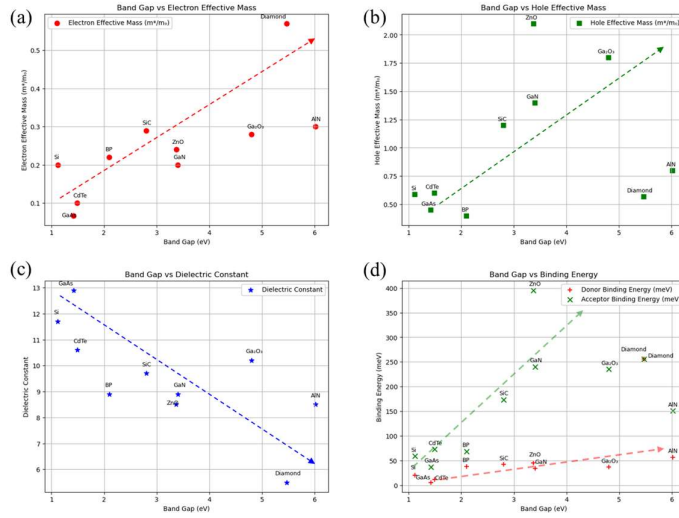 (a)
Band Gap vs Electron Effective Mass
Electron Effective Mass (m*/m₀)
Diamond
SiC
ZnO
Ga₂O₃
AlN
BP
GaN
Si
CdTe
GaAs
0.5
0.4
0.3
0.2
0.1
Electron Effective Mass (m*/m₀)
1 2 3 4 5 6
Band Gap (eV)
(b)
Band Gap vs Hole Effective Mass
Hole Effective Mass (m*/m₀)
ZnO
Ga₂O₃
GaN
SiC
AlN
Si
CdTe
Diamond
GaAs
BP
2.00
1.75
1.50
1.25
1.00
0.75
0.50
Hole Effective Mass (m*/m₀)
1 2 3 4 5 6
Band Gap (eV)
(c)
Band Gap vs Dielectric Constant
Dielectric Constant
GaAs
Si
CdTe
Ga₂O₃
SiC
BP
GaN
ZnO
AlN
Diamond
13
12
11
10
9
8
7
6
Dielectric Constant
1 2 3 4 5 6
Band Gap (eV)
(d)
Band Gap vs Binding Energy
Donor Binding Energy (meV)
Acceptor Binding Energy (meV)
ZnO
Diamond
Diamond
GaN
Ga₂O₃
SiC
AlN
CdTe
Si
BP
GaAs
BP
SiC
ZnO
GaN
Ga₂O₃
AlN
Si
GaAs
CdTe
400
350
300
250
200
150
100
50
0
Binding Energy (meV)
1 2 3 4 5 6
Band Gap (eV)